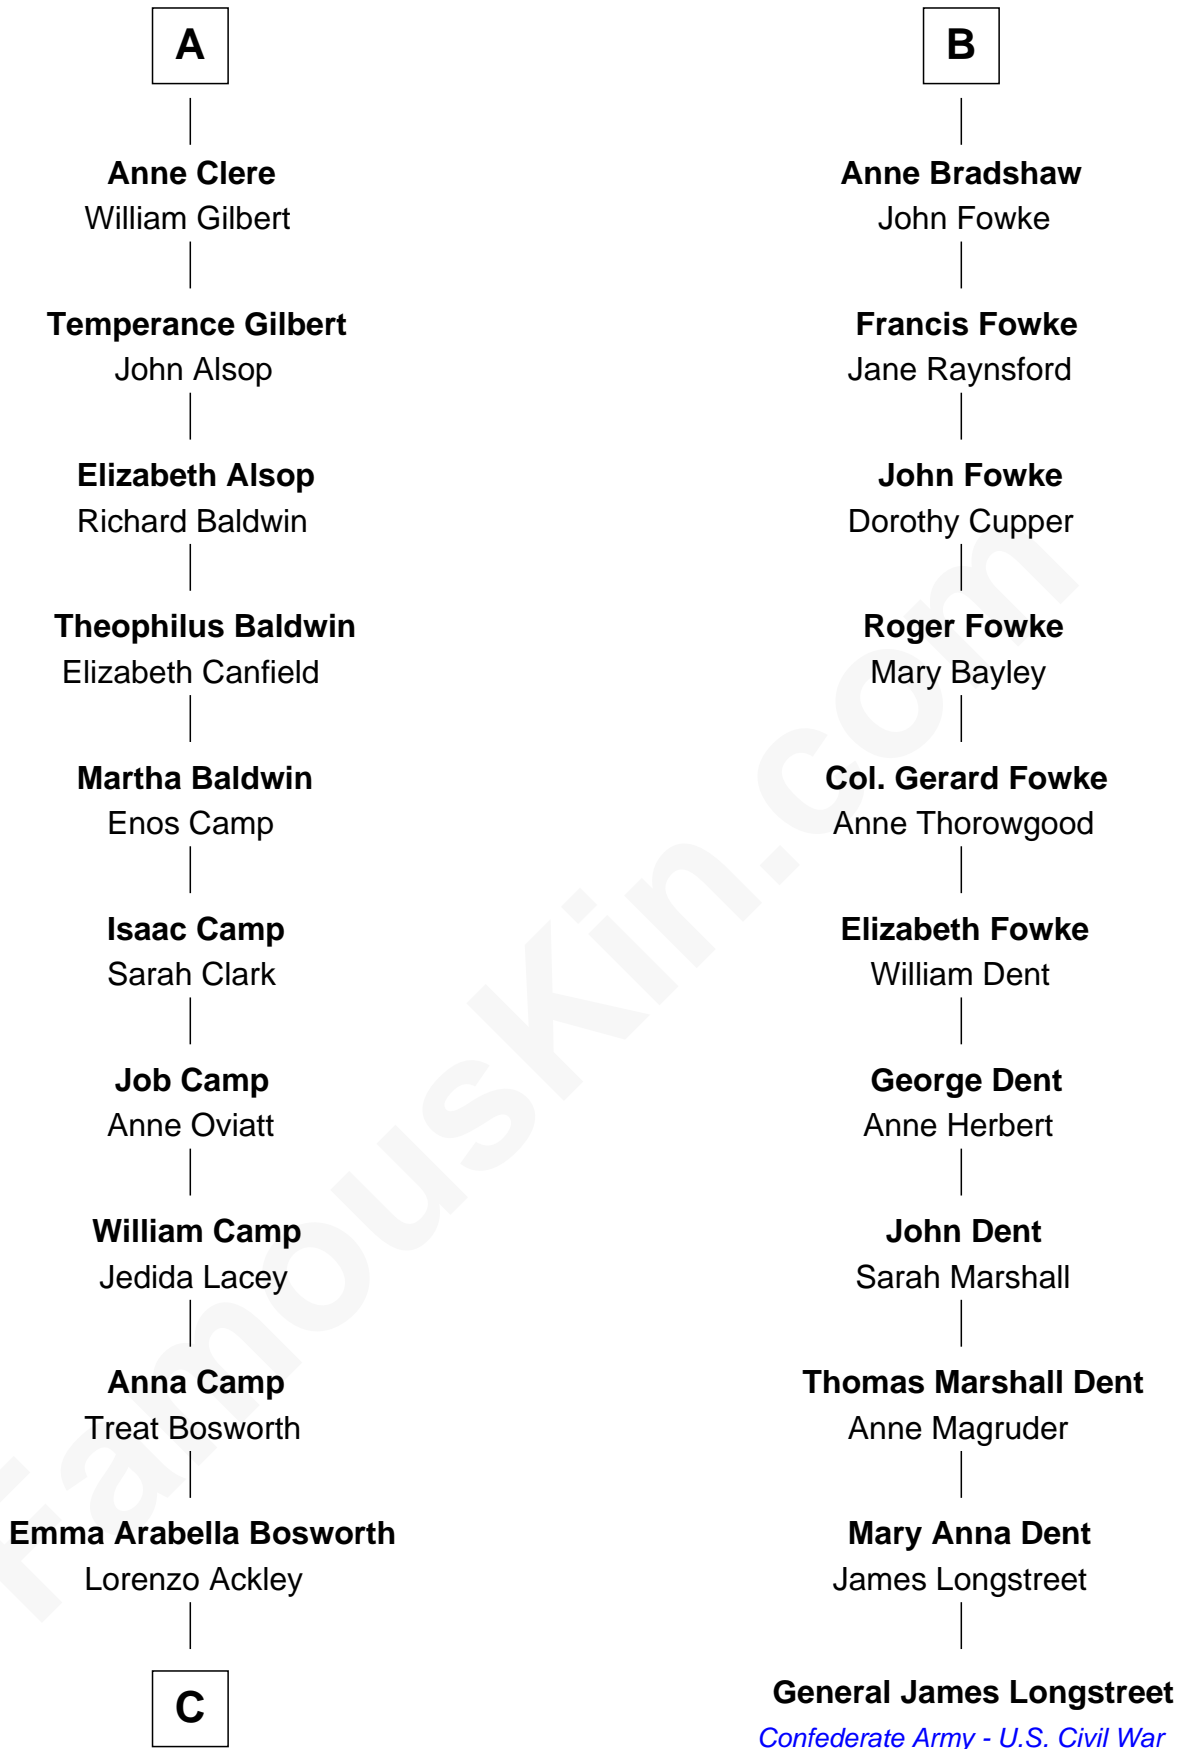 A
Anne Clere
William Gilbert
Temperance Gilbert
John Alsop
Elizabeth Alsop
Richard Baldwin
Theophilus Baldwin
Elizabeth Canfield
Martha Baldwin
Enos Camp
Isaac Camp
Sarah Clark
Job Camp
Anne Oviatt
William Camp
Jedida Lacey
Anna Camp
Treat Bosworth
Emma Arabella Bosworth
Lorenzo Ackley
C
B
Anne Bradshaw
John Fowke
Francis Fowke
Jane Raynsford
John Fowke
Dorothy Cupper
Roger Fowke
Mary Bayley
Col. Gerard Fowke
Anne Thorowgood
Elizabeth Fowke
William Dent
George Dent
Anne Herbert
John Dent
Sarah Marshall
Thomas Marshall Dent
Anne Magruder
Mary Anna Dent
James Longstreet
General James Longstreet
Confederate Army - U.S. Civil War
FamousKin.com